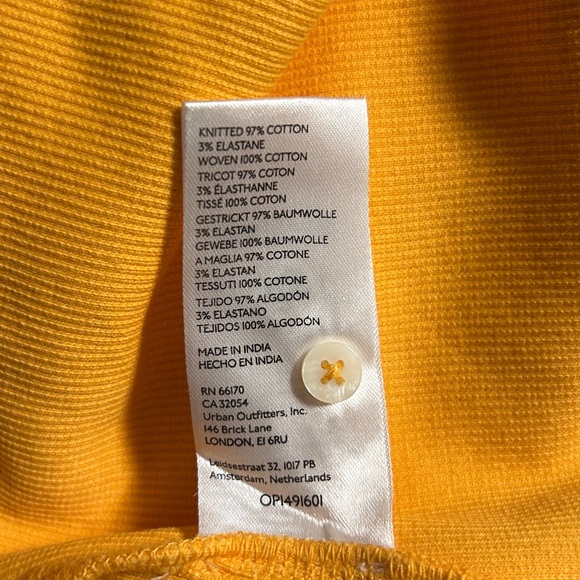 KNITTED 97% COTTON
3% ELASTANE
WOVEN 100% COTTON
TRICOT 97% COTON
3% ÉLASTHANNE
TISSÉ 100% COTON
GESTRICKT 97% BAUMWOLLE
3% ELASTAN
GEWEBE 100% BAUMWOLLE
A MAGLIA 97% COTONE
3% ELASTAN
TESSUTI 100% COTONE
TEJIDO 97% ALGODÓN
3% ELASTANO
TEJIDOS 100% ALGODÓN
MADE IN INDIA
HECHO EN INDIA
RN 66170
CA 32054
Urban Outfitters, Inc.
146 Brick Lane
LONDON, E1 6RU
Leidsestraat 32, 1017 PB
Amsterdam, Netherlands
OP1491601